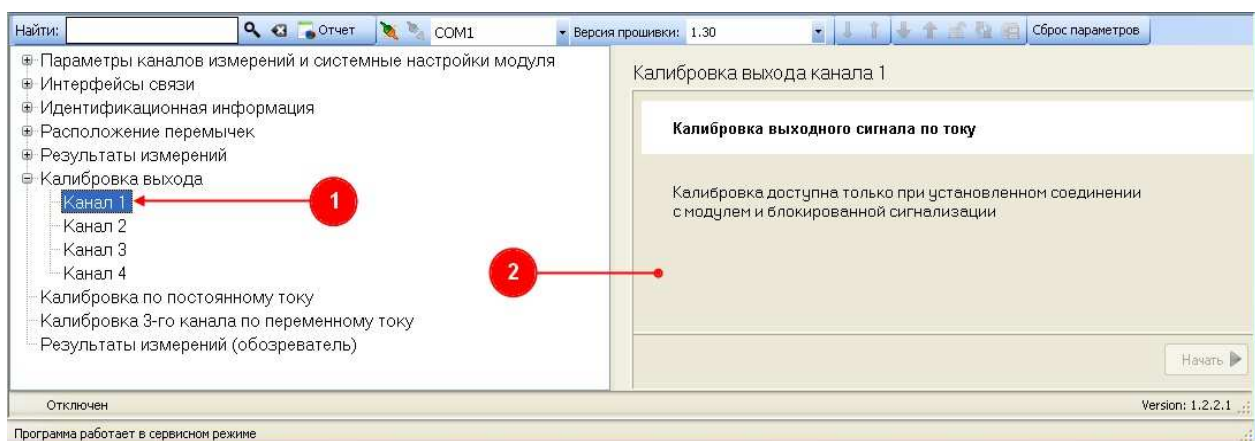 Найти: Отчет COM1 Версия прошивки: 1.30 Сброс параметров
Параметры каналов измерений и системные настройки модуля
Интерфейсы связи
Идентификационная информация
Расположение перемычек
Результаты измерений
Калибровка выхода
Канал 1
1
Канал 2
Канал 3
Канал 4
Калибровка по постоянному току
Калибровка 3-го канала по переменному току
Результаты измерений (обозреватель)
Калибровка выхода канала 1
Калибровка выходного сигнала по току
Калибровка доступна только при установленном соединении
с модулем и блокированной сигнализации
2
Начать
Отключен Version: 1.2.2.1
Программа работает в сервисном режиме